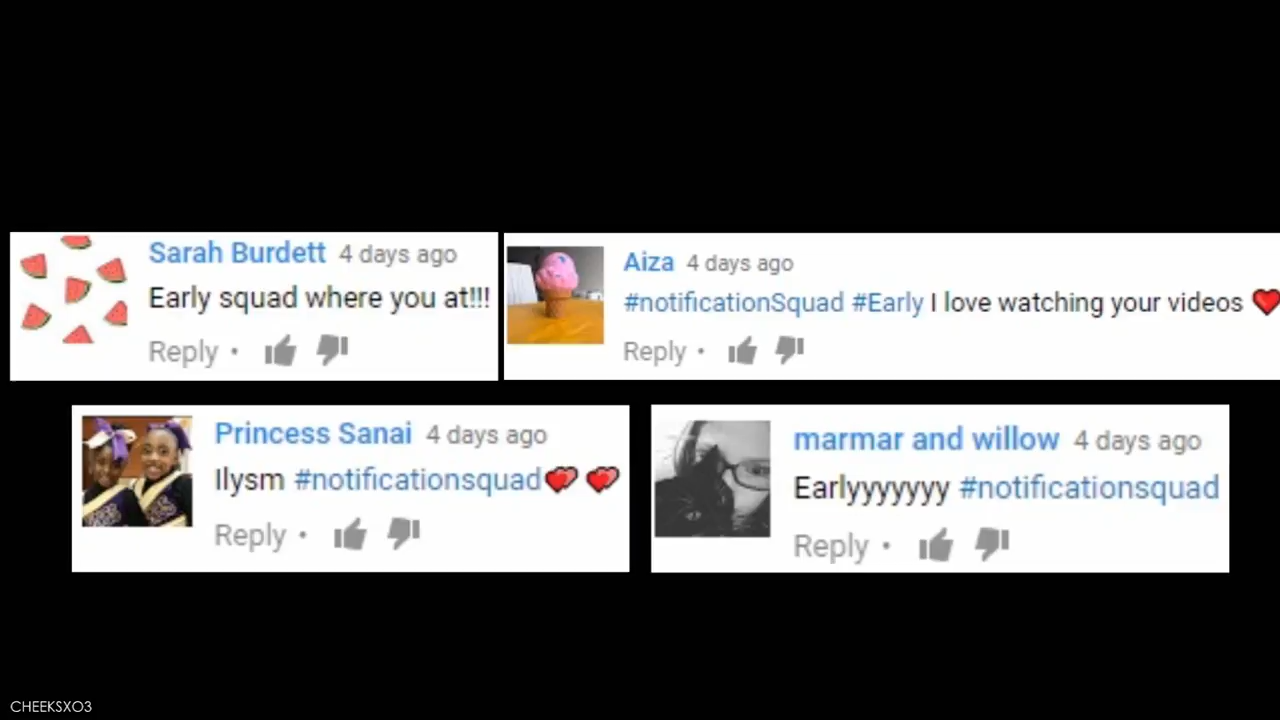 Sarah Burdett 4 days ago
Early squad where you at!!!
Reply •
Aiza 4 days ago
#notificationSquad #Early I love watching your videos ❤
Reply •
Princess Sanai 4 days ago
Ilysm #notificationsquad💕 💕
Reply •
marmar and willow 4 days ago
Earlyyyyyyy #notificationsquad
Reply •
CHEEKSXO3